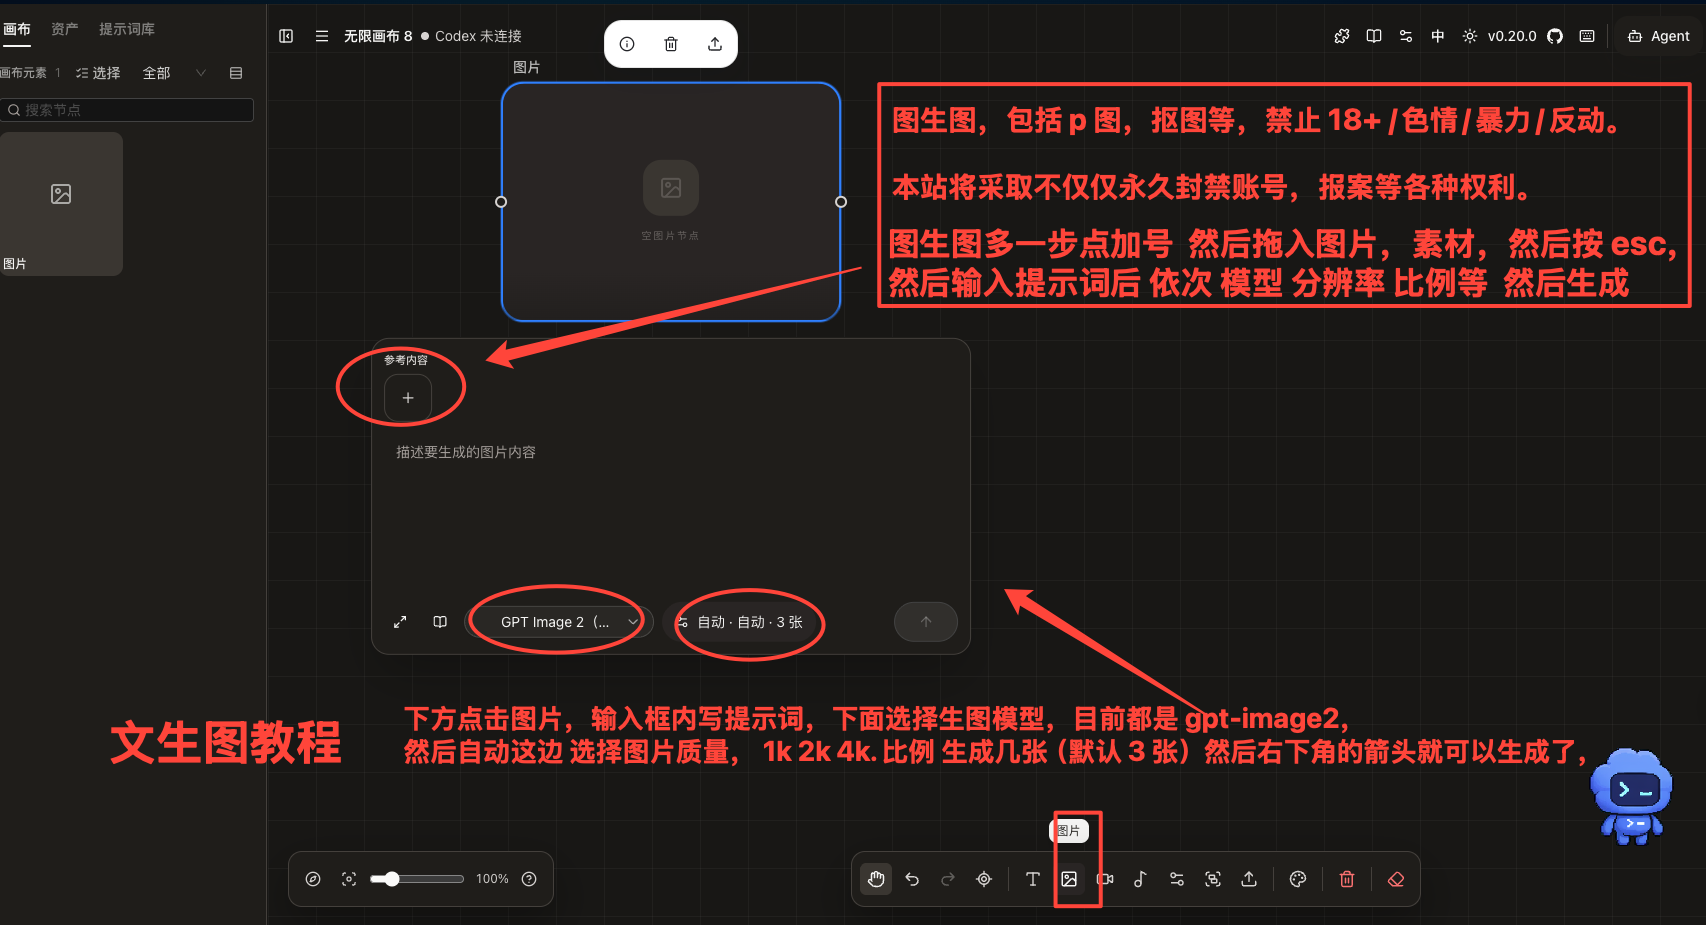 画布 资产 提示词库
画布元素 1 选择 全部
搜索节点
图片
无限画布 8 Codex 未连接
v0.20.0 Agent
中
图片
空图片节点
图生图，包括 p 图，抠图等，禁止 18+ /色情/暴力/反动。
本站将采取不仅仅永久封禁账号，报案等各种权利。
图生图多一步点加号 然后拖入图片，素材，然后按 esc,
然后输入提示词后 依次 模型 分辨率 比例等 然后生成
参考内容
描述要生成的图片内容
GPT Image 2（...
自动 · 自动 · 3 张
文生图教程
下方点击图片，输入框内写提示词，下面选择生图模型，目前都是 gpt-image2，
然后自动这边 选择图片质量， 1k 2k 4k. 比例 生成几张（默认 3 张）然后右下角的箭头就可以生成了，
图片
100%